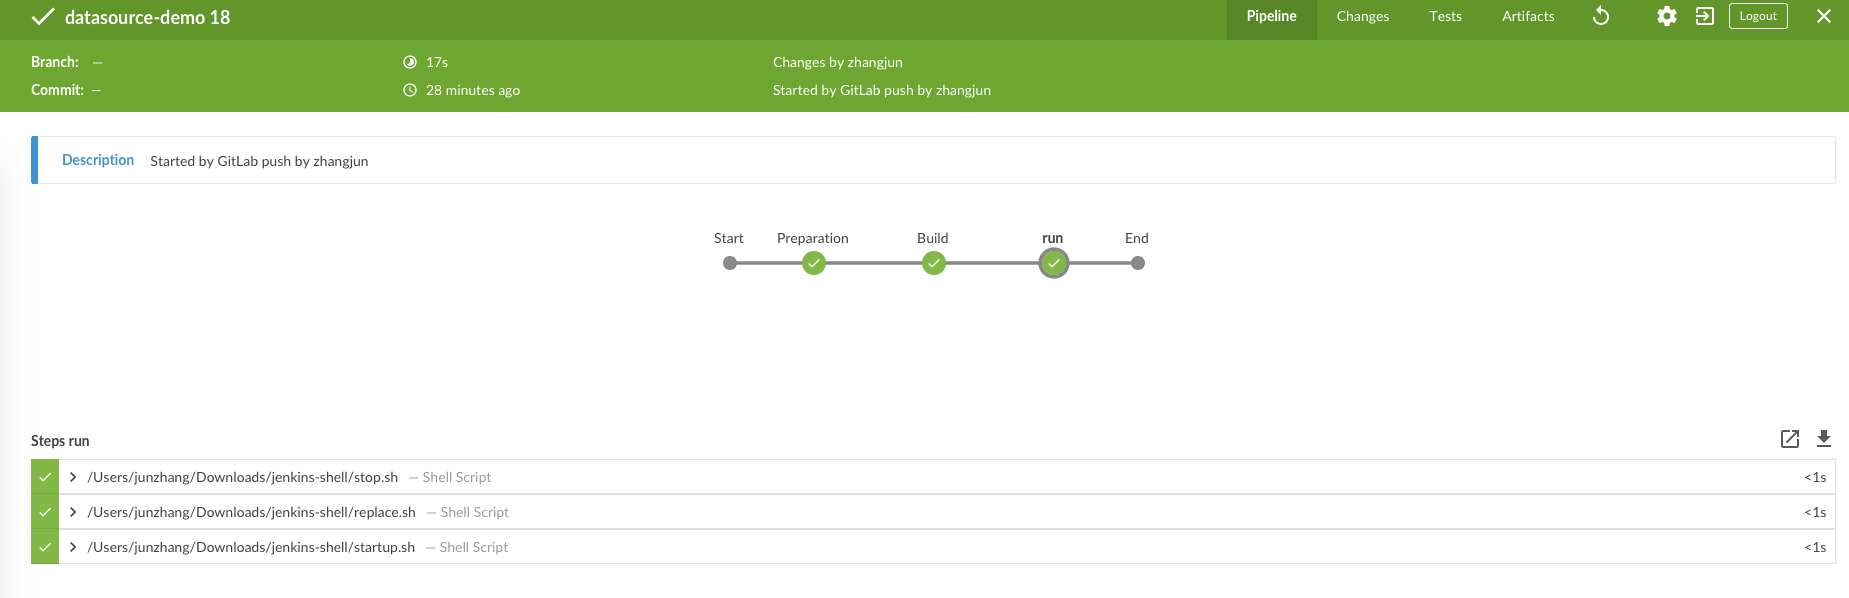 datasource-demo 18
Pipeline Changes Tests Artifacts Logout
Branch: — 17s Changes by zhangjun
Commit: — 28 minutes ago Started by GitLab push by zhangjun
Description Started by GitLab push by zhangjun
Start Preparation Build run End
Steps run
/Users/junzhang/Downloads/jenkins-shell/stop.sh — Shell Script <1s
/Users/junzhang/Downloads/jenkins-shell/replace.sh — Shell Script <1s
/Users/junzhang/Downloads/jenkins-shell/startup.sh — Shell Script <1s